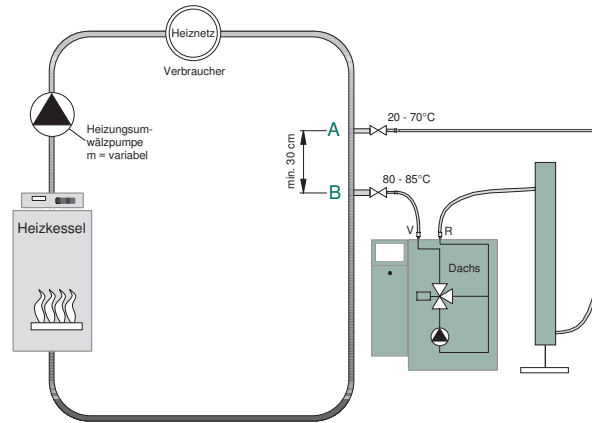 Heiznetz
Verbraucher
Heizungsum-
wälzpumpe
m = variabel
Heizkessel
A
B
min. 30 cm
20 - 70°C
80 - 85°C
V
R
Dachs